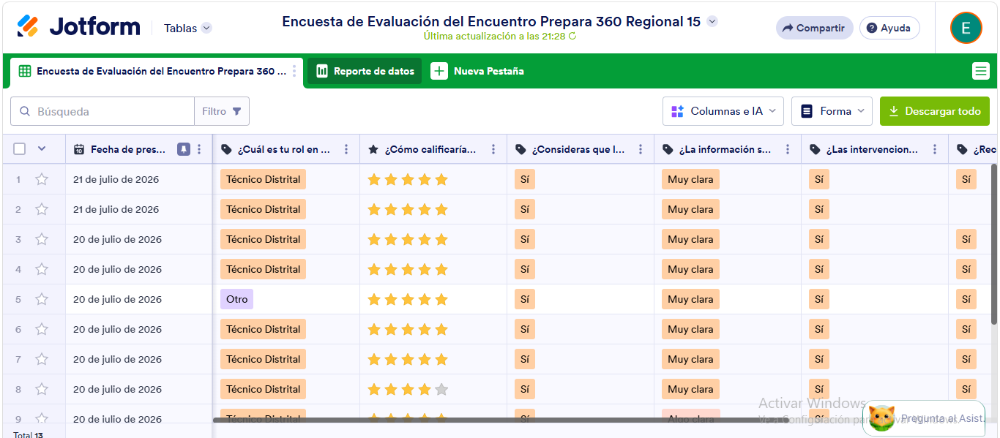 Jotform
Tablas
Encuesta de Evaluación del Encuentro Prepara 360 Regional 15
Última actualización a las 21:28
Compartir
Ayuda
E
Encuesta de Evaluación del Encuentro Prepara 360 ...
Reporte de datos
Nueva Pestaña
Búsqueda
Filtro
Columnas e IA
Forma
Descargar todo
Fecha de pres... ¿Cuál es tu rol en ... ¿Cómo calificaría... ¿Consideras que l... ¿La información s... ¿Las intervencion... ¿Rec
1 21 de julio de 2026 Técnico Distrital Sí Muy clara Sí Sí
2 21 de julio de 2026 Técnico Distrital Sí Muy clara Sí
3 20 de julio de 2026 Técnico Distrital Sí Muy clara Sí Sí
4 20 de julio de 2026 Técnico Distrital Sí Muy clara Sí Sí
5 20 de julio de 2026 Otro Sí Muy clara Sí Sí
6 20 de julio de 2026 Técnico Distrital Sí Muy clara Sí Sí
7 20 de julio de 2026 Técnico Distrital Sí Muy clara Sí Sí
8 20 de julio de 2026 Técnico Distrital Sí Muy clara Sí Sí
9 20 de julio de 2026 Técnico Distrital Sí Algo clara Sí
Activar Windows
Ve a Configuración para activar Windows.
Pregunta al Asist.
Total 13